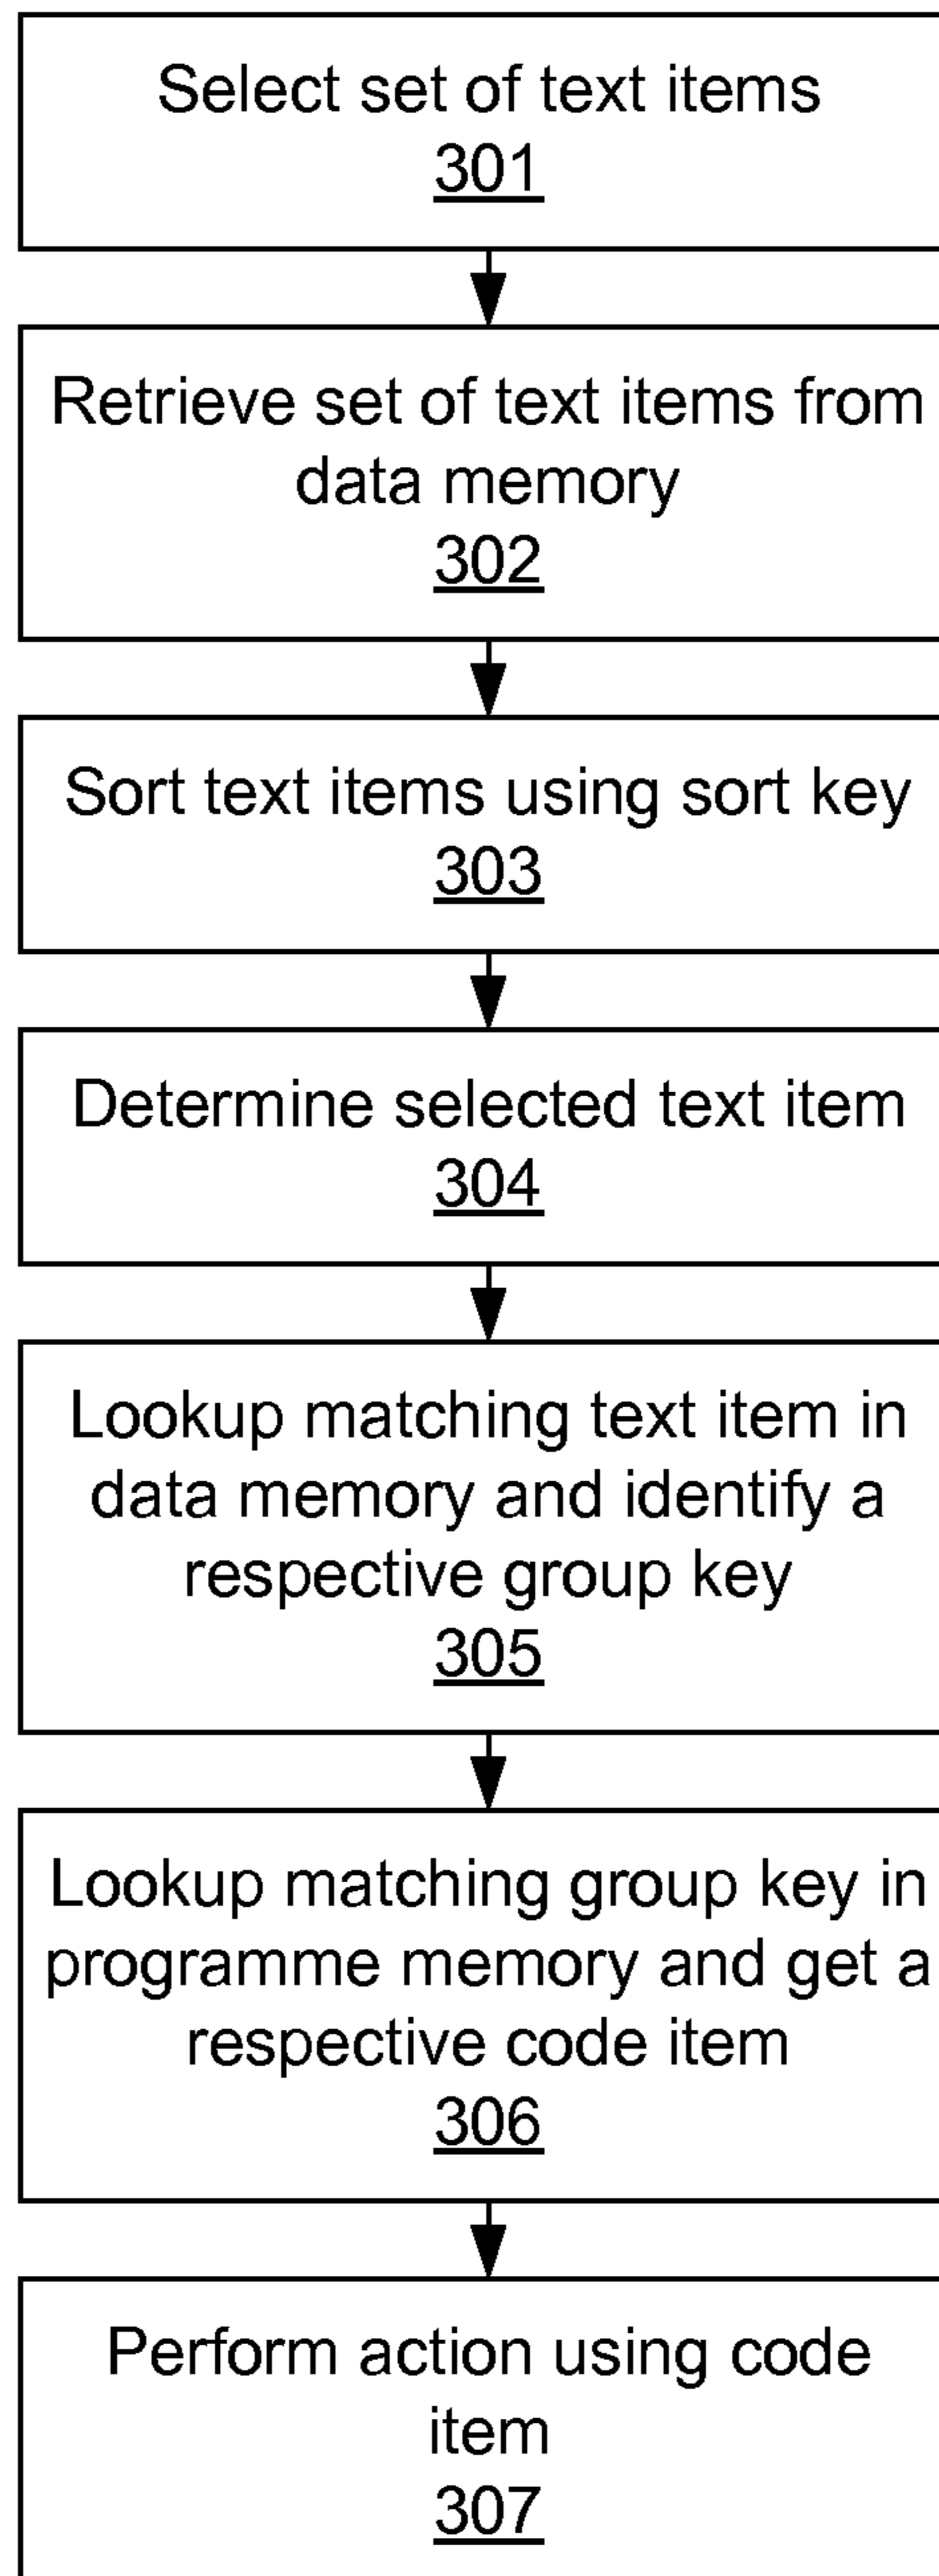 Select set of text items
301
Retrieve set of text items from
data memory
302
Sort text items using sort key
303
Determine selected text item
304
Lookup matching text item in
data memory and identify a
respective group key
305
Lookup matching group key in
programme memory and get a
respective code item
306
Perform action using code
item
307